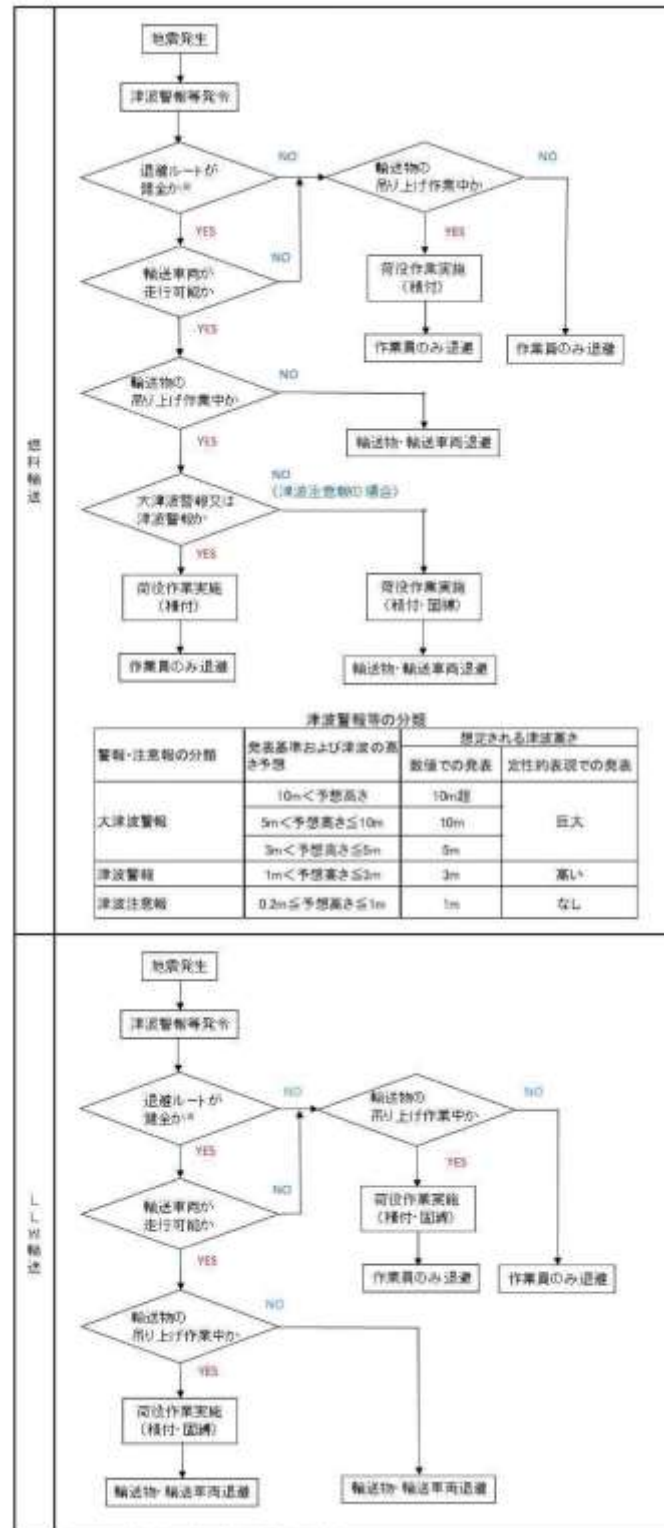 燃料輸送
地震発生
津波警報等発令
退避ルートが
健全か※
NO
輸送物の
吊り上げ作業中か
NO
YES
YES
輸送車両が
走行可能か
NO
荷役作業実施
(積付)
YES
作業員のみ退避
作業員のみ退避
輸送物の
吊り上げ作業中か
NO
YES
輸送物・輸送車両退避
大津波警報又は
津波警報か
NO
(津波注意報の場合)
YES
荷役作業実施
(積付)
荷役作業実施
(積付・固縛)
作業員のみ退避
輸送物・輸送車両退避
津波警報等の分類
警報・注意報の分類
発表基準および津波の高
さ予想
想定される津波高さ
数値での発表
定性的表現での発表
大津波警報
10m<予想高さ
10m超
巨大
5m<予想高さ≦10m
10m
3m<予想高さ≦5m
5m
津波警報
1m<予想高さ≦3m
3m
高い
津波注意報
0.2m≦予想高さ≦1m
1m
なし
LLW輸送
地震発生
津波警報等発令
退避ルートが
健全か※
NO
輸送物の
吊り上げ作業中か
NO
YES
YES
輸送車両が
走行可能か
NO
荷役作業実施
(積付・固縛)
YES
作業員のみ退避
作業員のみ退避
輸送物の
吊り上げ作業中か
NO
YES
荷役作業実施
(積付・固縛)
輸送物・輸送車両退避
輸送物・輸送車両退避